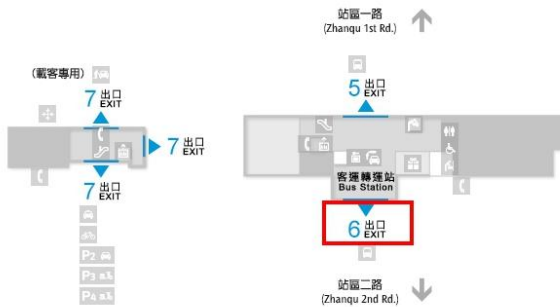 站區一路
(Zhanqu 1st Rd.)
(載客專用)
7 出口
EXIT
5 出口
EXIT
7 出口
EXIT
7 出口
EXIT
客運轉運站
Bus Station
6 出口
EXIT
P2
P3
P4
站區二路
(Zhanqu 2nd Rd.)